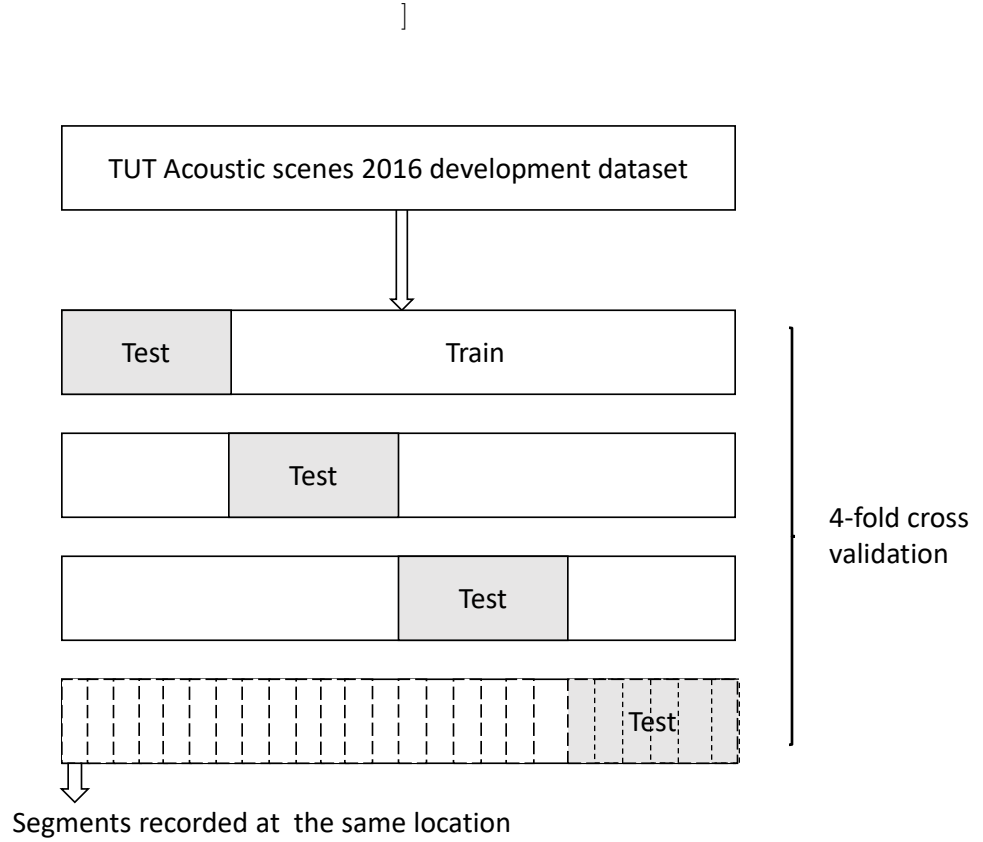 ]
TUT Acoustic scenes 2016 development dataset
Test
Train
Test
Test
4-fold cross
validation
Test
Segments recorded at  the same location